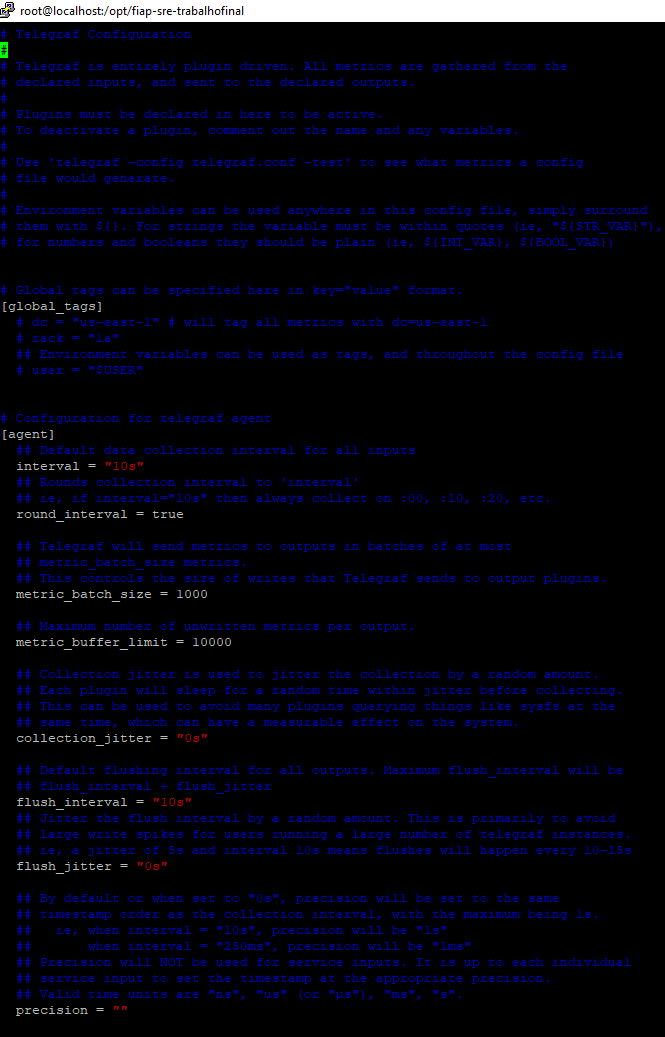 root@localhost:/opt/fiap-sre-trabalhofinal
# Telegraf Configuration
#
# Telegraf is entirely plugin driven. All metrics are gathered from the
# declared inputs, and sent to the declared outputs.
#
# Plugins must be declared in here to be active.
# To deactivate a plugin, comment out the name and any variables.
#
# Use 'telegraf -config telegraf.conf -test' to see what metrics a config
# file would generate.
#
# Environment variables can be used anywhere in this config file, simply surround
# them with ${}. For strings the variable must be within quotes (ie, "${STR_VAR}"),
# for numbers and booleans they should be plain (ie, ${INT_VAR}, ${BOOL_VAR})
# Global tags can be specified here in key="value" format.
[global_tags]
# dc = "us-east-1" # will tag all metrics with dc=us-east-1
# rack = "1a"
## Environment variables can be used as tags, and throughout the config file
# user = "$USER"
# Configuration for telegraf agent
[agent]
## Default data collection interval for all inputs
interval = "10s"
## Rounds collection interval to 'interval'
## ie, if interval="10s" then always collect on :00, :10, :20, etc.
round_interval = true
## Telegraf will send metrics to outputs in batches of at most
## metric_batch_size metrics.
## This controls the size of writes that Telegraf sends to output plugins.
metric_batch_size = 1000
## Maximum number of unwritten metrics per output.
metric_buffer_limit = 10000
## Collection jitter is used to jitter the collection by a random amount.
## Each plugin will sleep for a random time within jitter before collecting.
## This can be used to avoid many plugins querying things like sysfs at the
## same time, which can have a measurable effect on the system.
collection_jitter = "0s"
## Default flushing interval for all outputs. Maximum flush_interval will be
## flush_interval + flush_jitter
flush_interval = "10s"
## Jitter the flush interval by a random amount. This is primarily to avoid
## large write spikes for users running a large number of telegraf instances.
## ie, a jitter of 5s and interval 10s means flushes will happen every 10-15s
flush_jitter = "0s"
## By default or when set to "0s", precision will be set to the same
## timestamp order as the collection interval, with the maximum being 1s.
##   ie, when interval = "10s", precision will be "1s"
##       when interval = "250ms", precision will be "1ms"
## Precision will NOT be used for service inputs. It is up to each individual
## service input to set the timestamp at the appropriate precision.
## Valid time units are "ns", "us" (or "µs"), "ms", "s".
precision = ""